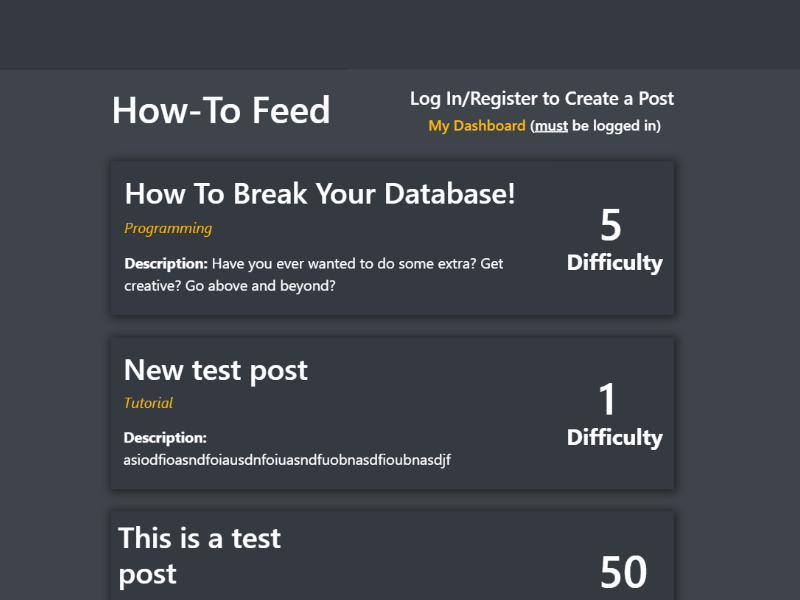 How-To Feed
Log In/Register to Create a Post
My Dashboard (must be logged in)
How To Break Your Database!
Programming
Description: Have you ever wanted to do some extra? Get
creative? Go above and beyond?
5
Difficulty
New test post
Tutorial
Description:
asiodfioasndfoiausdnfoiuasndfuobnasdfioubnasdjf
1
Difficulty
This is a test
post
50